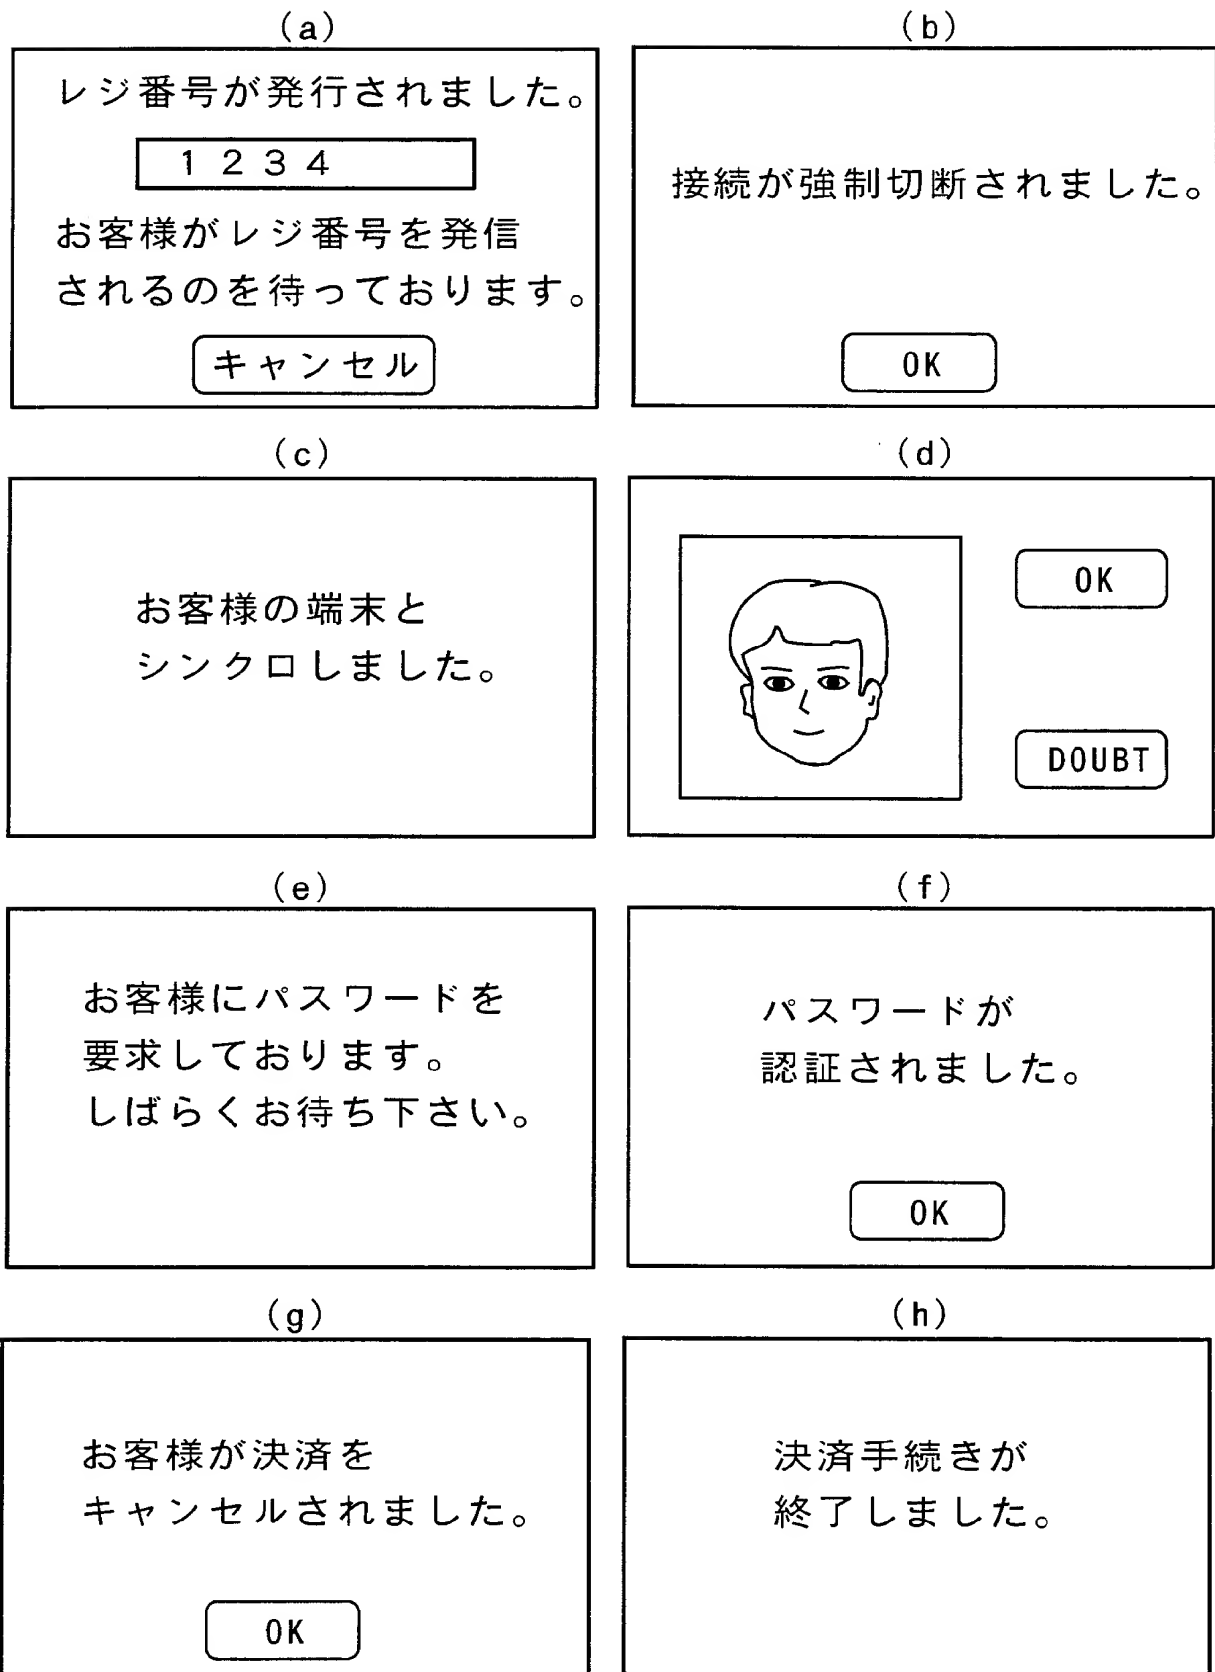 (a)
レジ番号が発行されました。
1234
お客様がレジ番号を発信
されるのを待っております。
キャンセル
(b)
接続が強制切断されました。
OK
(c)
お客様の端末と
シンクロしました。
(d)
OK
DOUBT
(e)
お客様にパスワードを
要求しております。
しばらくお待ち下さい。
(f)
パスワードが
認証されました。
OK
(g)
お客様が決済を
キャンセルされました。
OK
(h)
決済手続きが
終了しました。